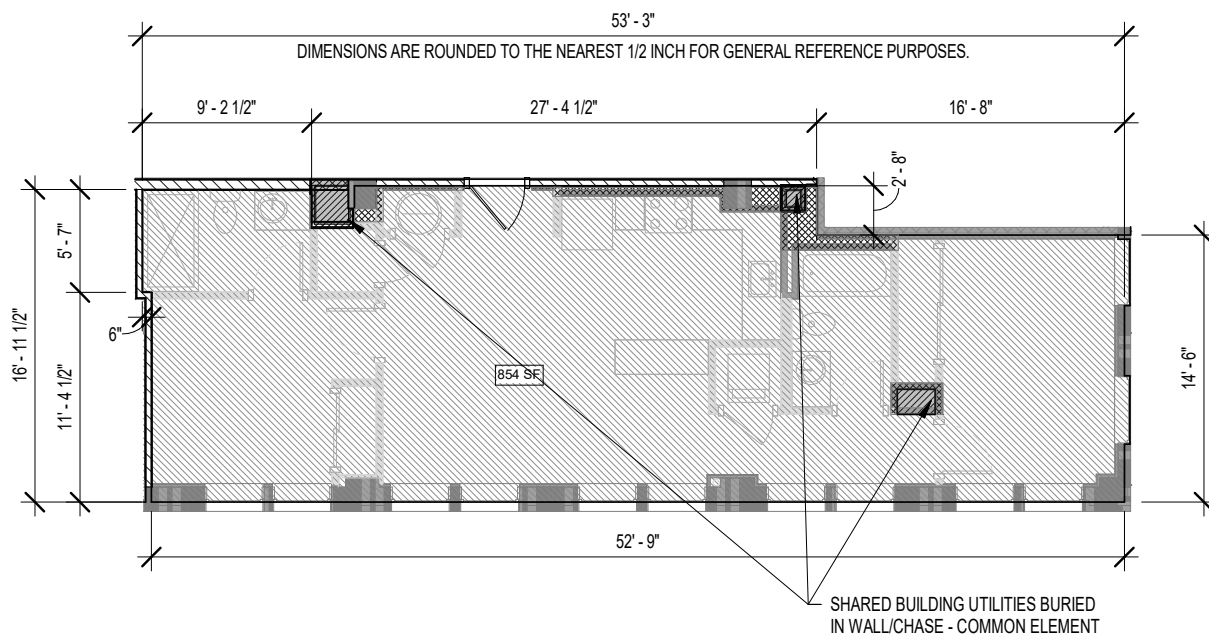 53' - 3"
DIMENSIONS ARE ROUNDED TO THE NEAREST 1/2 INCH FOR GENERAL REFERENCE PURPOSES.
9' - 2 1/2"
27' - 4 1/2"
16' - 8"
2' - 8"
5' - 7"
6"
16' - 11 1/2"
11' - 4 1/2"
854 SF
14' - 6"
52' - 9"
SHARED BUILDING UTILITIES BURIED
IN WALL/CHASE - COMMON ELEMENT